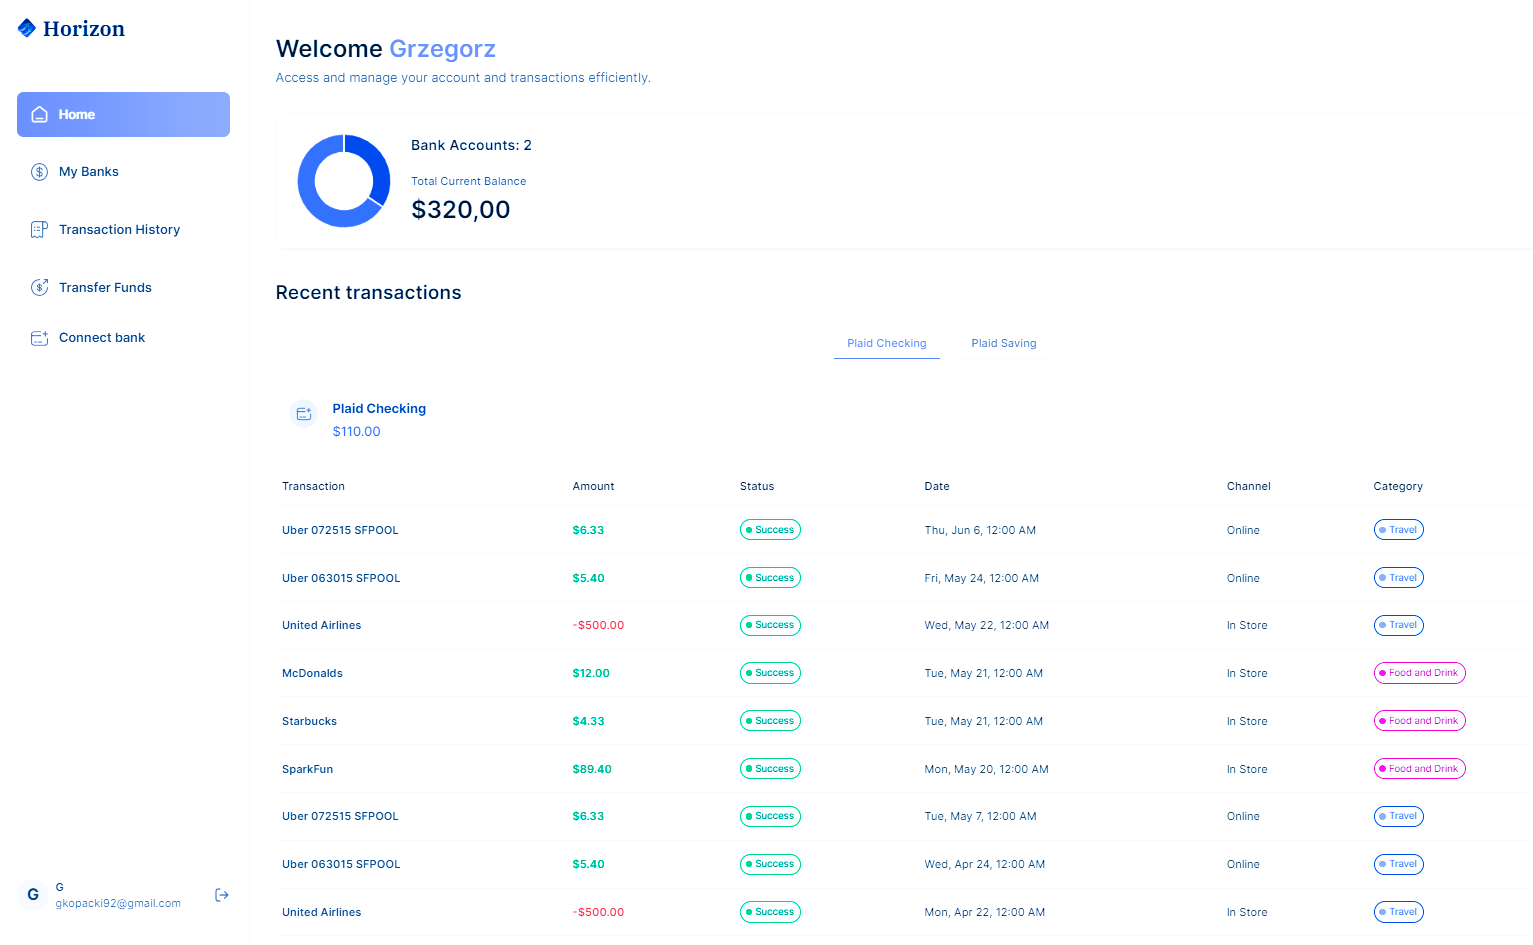 Horizon
Home
My Banks
Transaction History
Transfer Funds
Connect bank
G
G
gkopacki92@gmail.com
Welcome Grzegorz
Access and manage your account and transactions efficiently.
Bank Accounts: 2
Total Current Balance
$320,00
Recent transactions
Plaid Checking Plaid Saving
Plaid Checking
$110.00
Transaction Amount Status Date Channel Category
Uber 072515 SFPOOL $6.33 Success Thu, Jun 6, 12:00 AM Online Travel
Uber 063015 SFPOOL $5.40 Success Fri, May 24, 12:00 AM Online Travel
United Airlines -$500.00 Success Wed, May 22, 12:00 AM In Store Travel
McDonalds $12.00 Success Tue, May 21, 12:00 AM In Store Food and Drink
Starbucks $4.33 Success Tue, May 21, 12:00 AM In Store Food and Drink
SparkFun $89.40 Success Mon, May 20, 12:00 AM In Store Food and Drink
Uber 072515 SFPOOL $6.33 Success Tue, May 7, 12:00 AM Online Travel
Uber 063015 SFPOOL $5.40 Success Wed, Apr 24, 12:00 AM Online Travel
United Airlines -$500.00 Success Mon, Apr 22, 12:00 AM In Store Travel